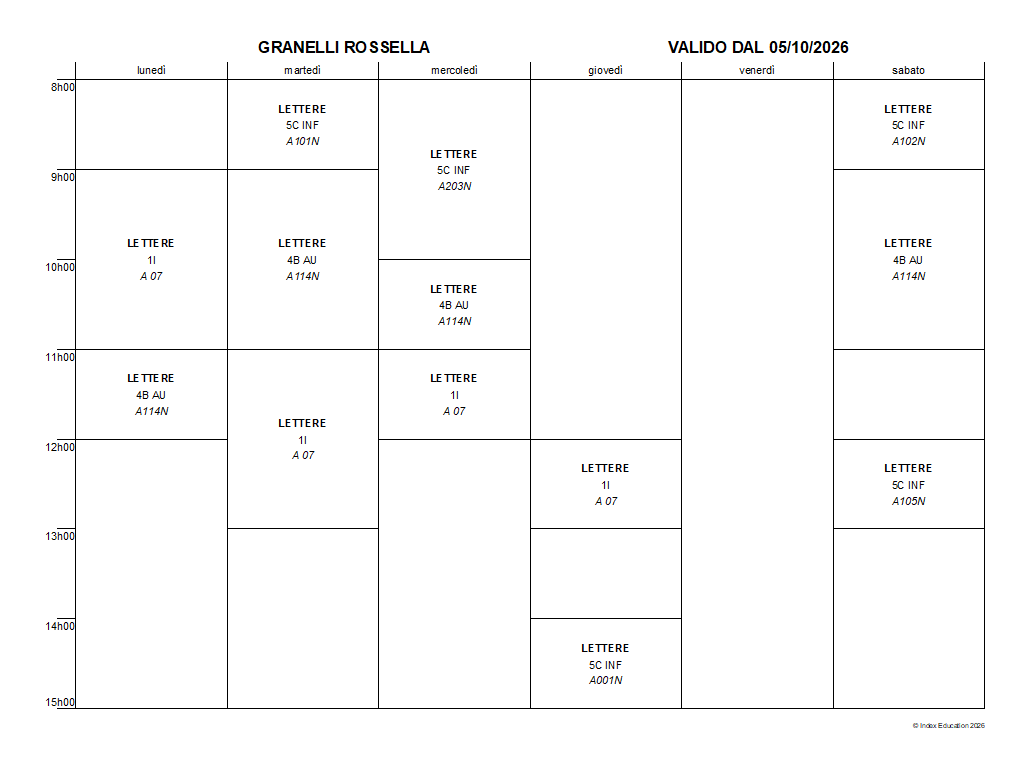 GRANELLI ROSSELLA VALIDO DAL 05/10/2026
lunedì martedì mercoledì giovedì venerdì sabato
8h00
LETTERE
5C INF
A101N
LETTERE
5C INF
A203N
LETTERE
5C INF
A102N
9h00
LETTERE
1I
A 07
LETTERE
4B AU
A114N
LETTERE
4B AU
A114N
10h00
LETTERE
4B AU
A114N
11h00
LETTERE
4B AU
A114N
LETTERE
1I
A 07
LETTERE
1I
A 07
12h00
LETTERE
1I
A 07
LETTERE
5C INF
A105N
13h00
14h00
LETTERE
5C INF
A001N
15h00
© Index Education 2026